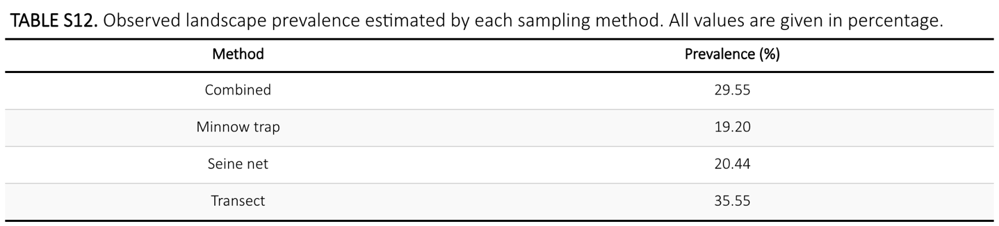 TABLE S12. Observed landscape prevalence estimated by each sampling method. All values are given in percentage.
Method Prevalence (%)
Combined 29.55
Minnow trap 19.20
Seine net 20.44
Transect 35.55